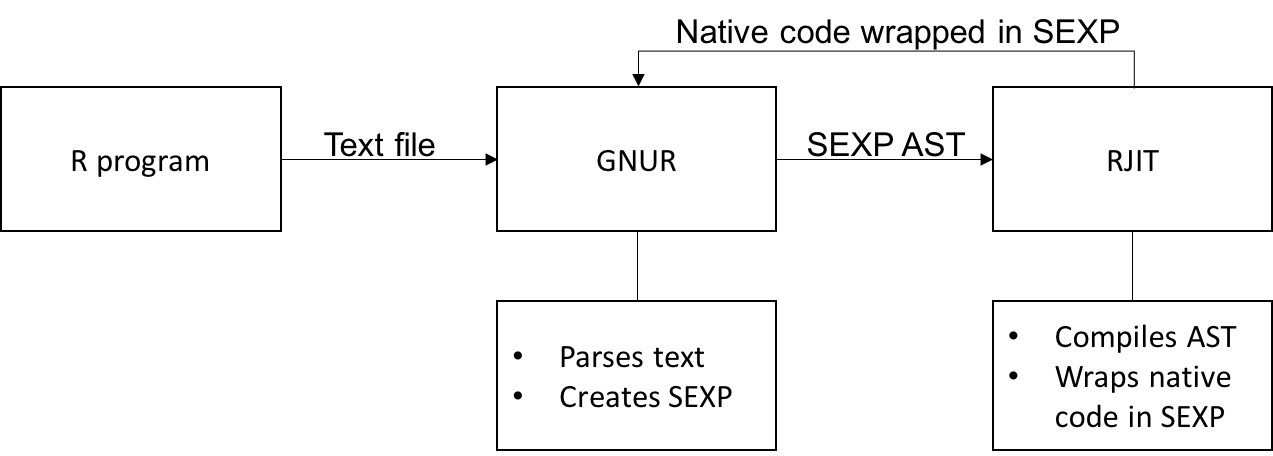 Native code wrapped in SEXP
R program
Text file
GNUR
SEXP AST
RJIT
• Parses text
• Creates SEXP
• Compiles AST
• Wraps native
code in SEXP